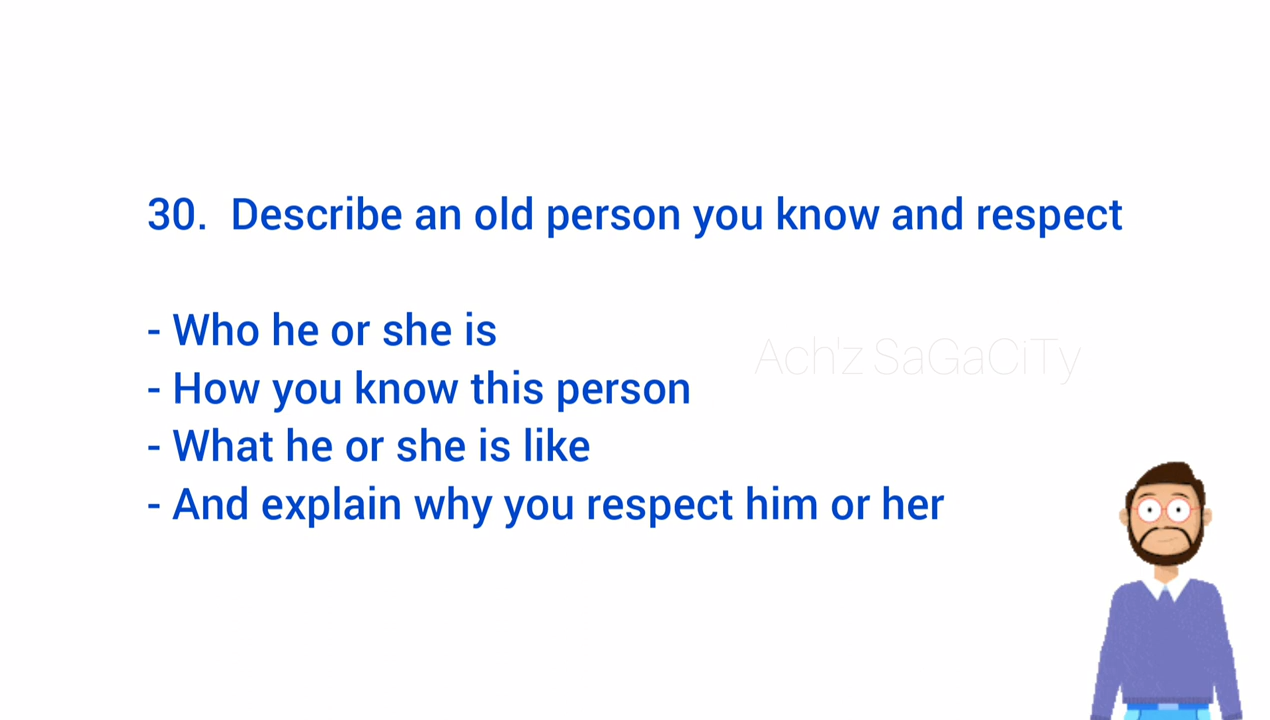 30. Describe an old person you know and respect
- Who he or she is
Ach'z SaGaCiTy
- How you know this person
- What he or she is like
- And explain why you respect him or her